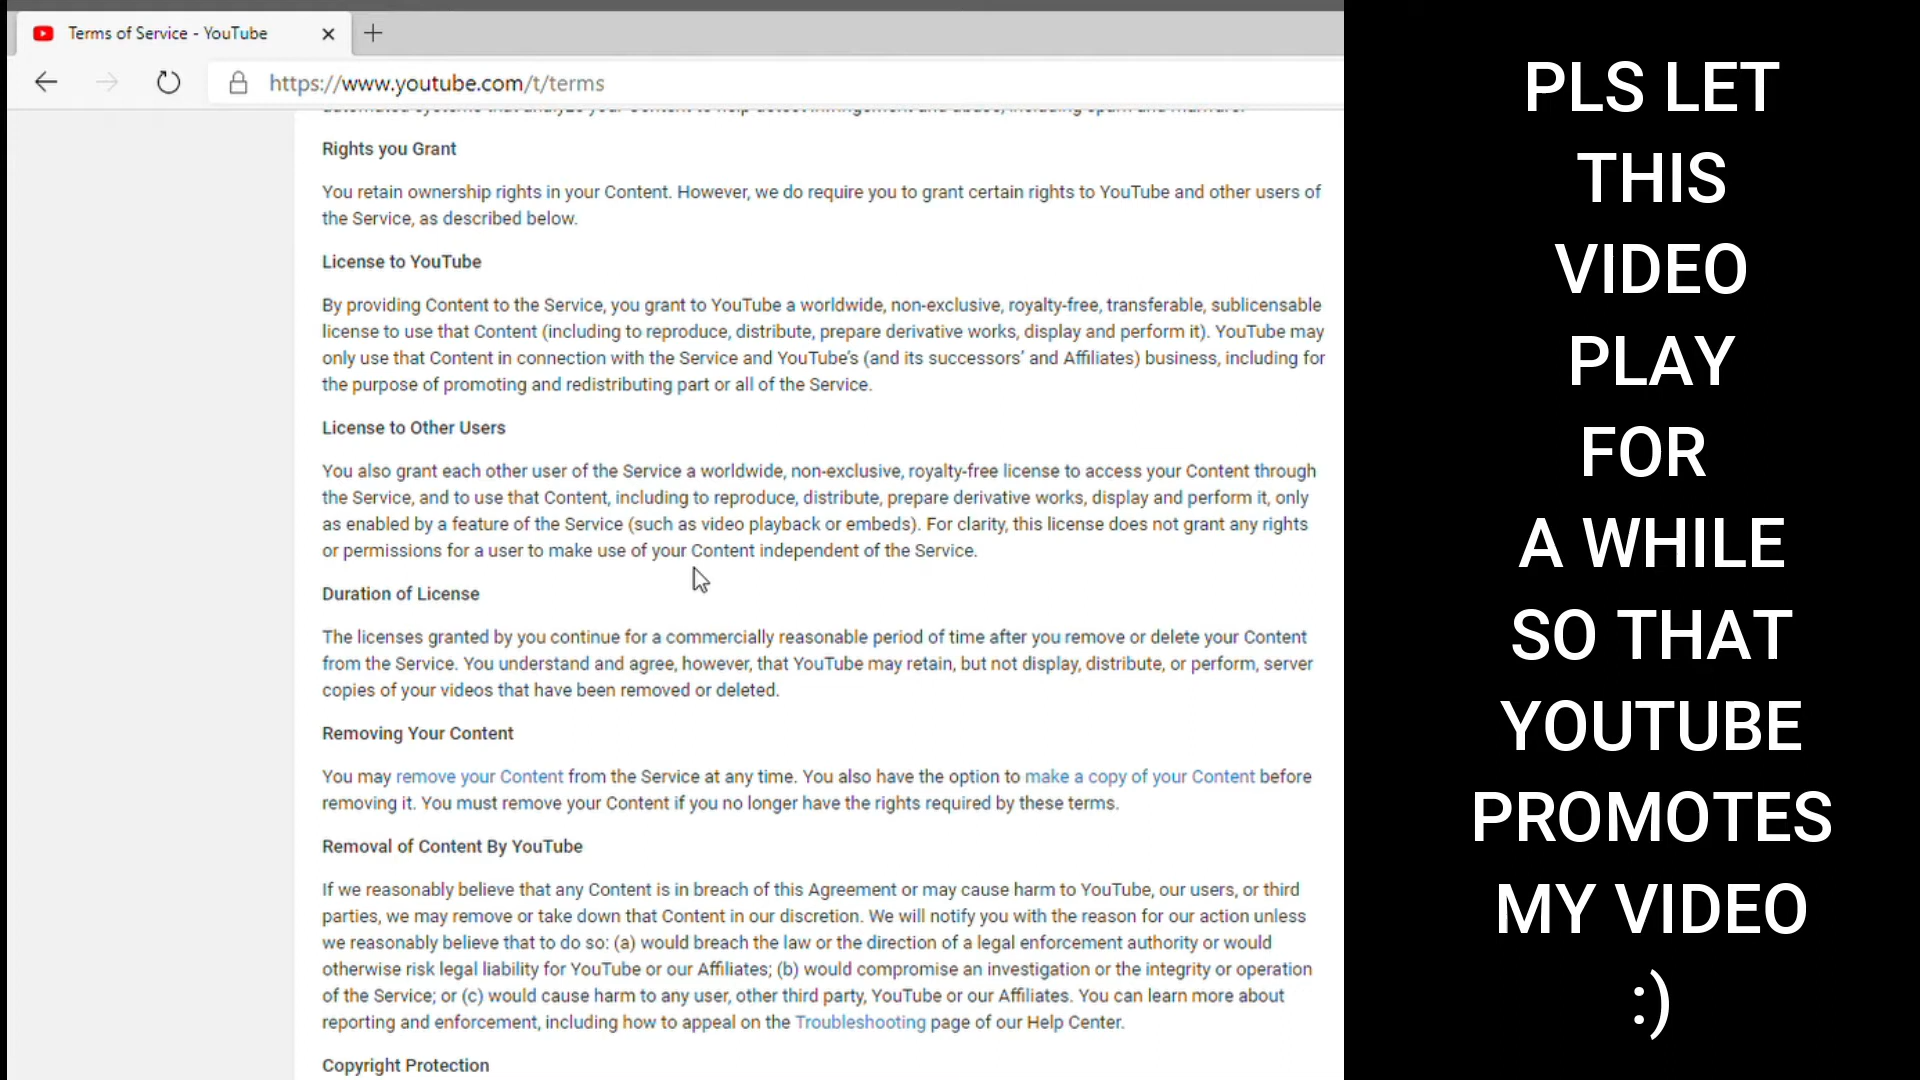 Terms of Service - YouTube
https://www.youtube.com/t/terms
automated systems that analyze your Content to help detect infringement and abuse, including spam and malware.
Rights you Grant
You retain ownership rights in your Content. However, we do require you to grant certain rights to YouTube and other users of
the Service, as described below.
License to YouTube
By providing Content to the Service, you grant to YouTube a worldwide, non-exclusive, royalty-free, transferable, sublicensable
license to use that Content (including to reproduce, distribute, prepare derivative works, display and perform it). YouTube may
only use that Content in connection with the Service and YouTube's (and its successors' and Affiliates) business, including for
the purpose of promoting and redistributing part or all of the Service.
License to Other Users
You also grant each other user of the Service a worldwide, non-exclusive, royalty-free license to access your Content through
the Service, and to use that Content, including to reproduce, distribute, prepare derivative works, display and perform it, only
as enabled by a feature of the Service (such as video playback or embeds). For clarity, this license does not grant any rights
or permissions for a user to make use of your Content independent of the Service.
Duration of License
The licenses granted by you continue for a commercially reasonable period of time after you remove or delete your Content
from the Service. You understand and agree, however, that YouTube may retain, but not display, distribute, or perform, server
copies of your videos that have been removed or deleted.
Removing Your Content
You may remove your Content from the Service at any time. You also have the option to make a copy of your Content before
removing it. You must remove your Content if you no longer have the rights required by these terms.
Removal of Content By YouTube
If we reasonably believe that any Content is in breach of this Agreement or may cause harm to YouTube, our users, or third
parties, we may remove or take down that Content in our discretion. We will notify you with the reason for our action unless
we reasonably believe that to do so: (a) would breach the law or the direction of a legal enforcement authority or would
otherwise risk legal liability for YouTube or our Affiliates; (b) would compromise an investigation or the integrity or operation
of the Service; or (c) would cause harm to any user, other third party, YouTube or our Affiliates. You can learn more about
reporting and enforcement, including how to appeal on the Troubleshooting page of our Help Center.
Copyright Protection
PLS LET
THIS
VIDEO
PLAY
FOR
A WHILE
SO THAT
YOUTUBE
PROMOTES
MY VIDEO
:)